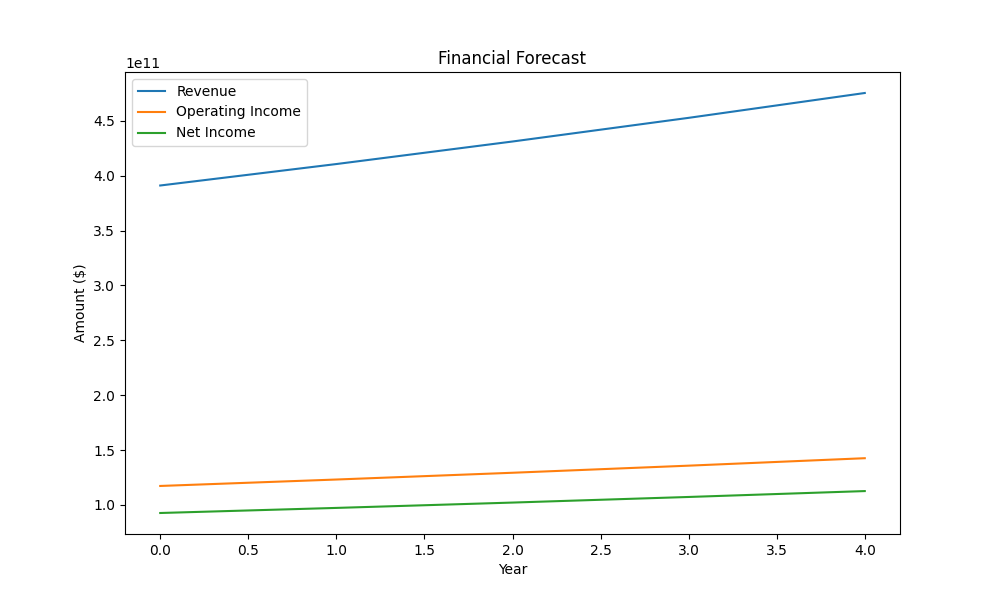 Financial Forecast
1e11
Revenue
Operating Income
Net Income
4.5
4.0
3.5
3.0
2.5
2.0
1.5
1.0
Amount ($)
0.0 0.5 1.0 1.5 2.0 2.5 3.0 3.5 4.0
Year